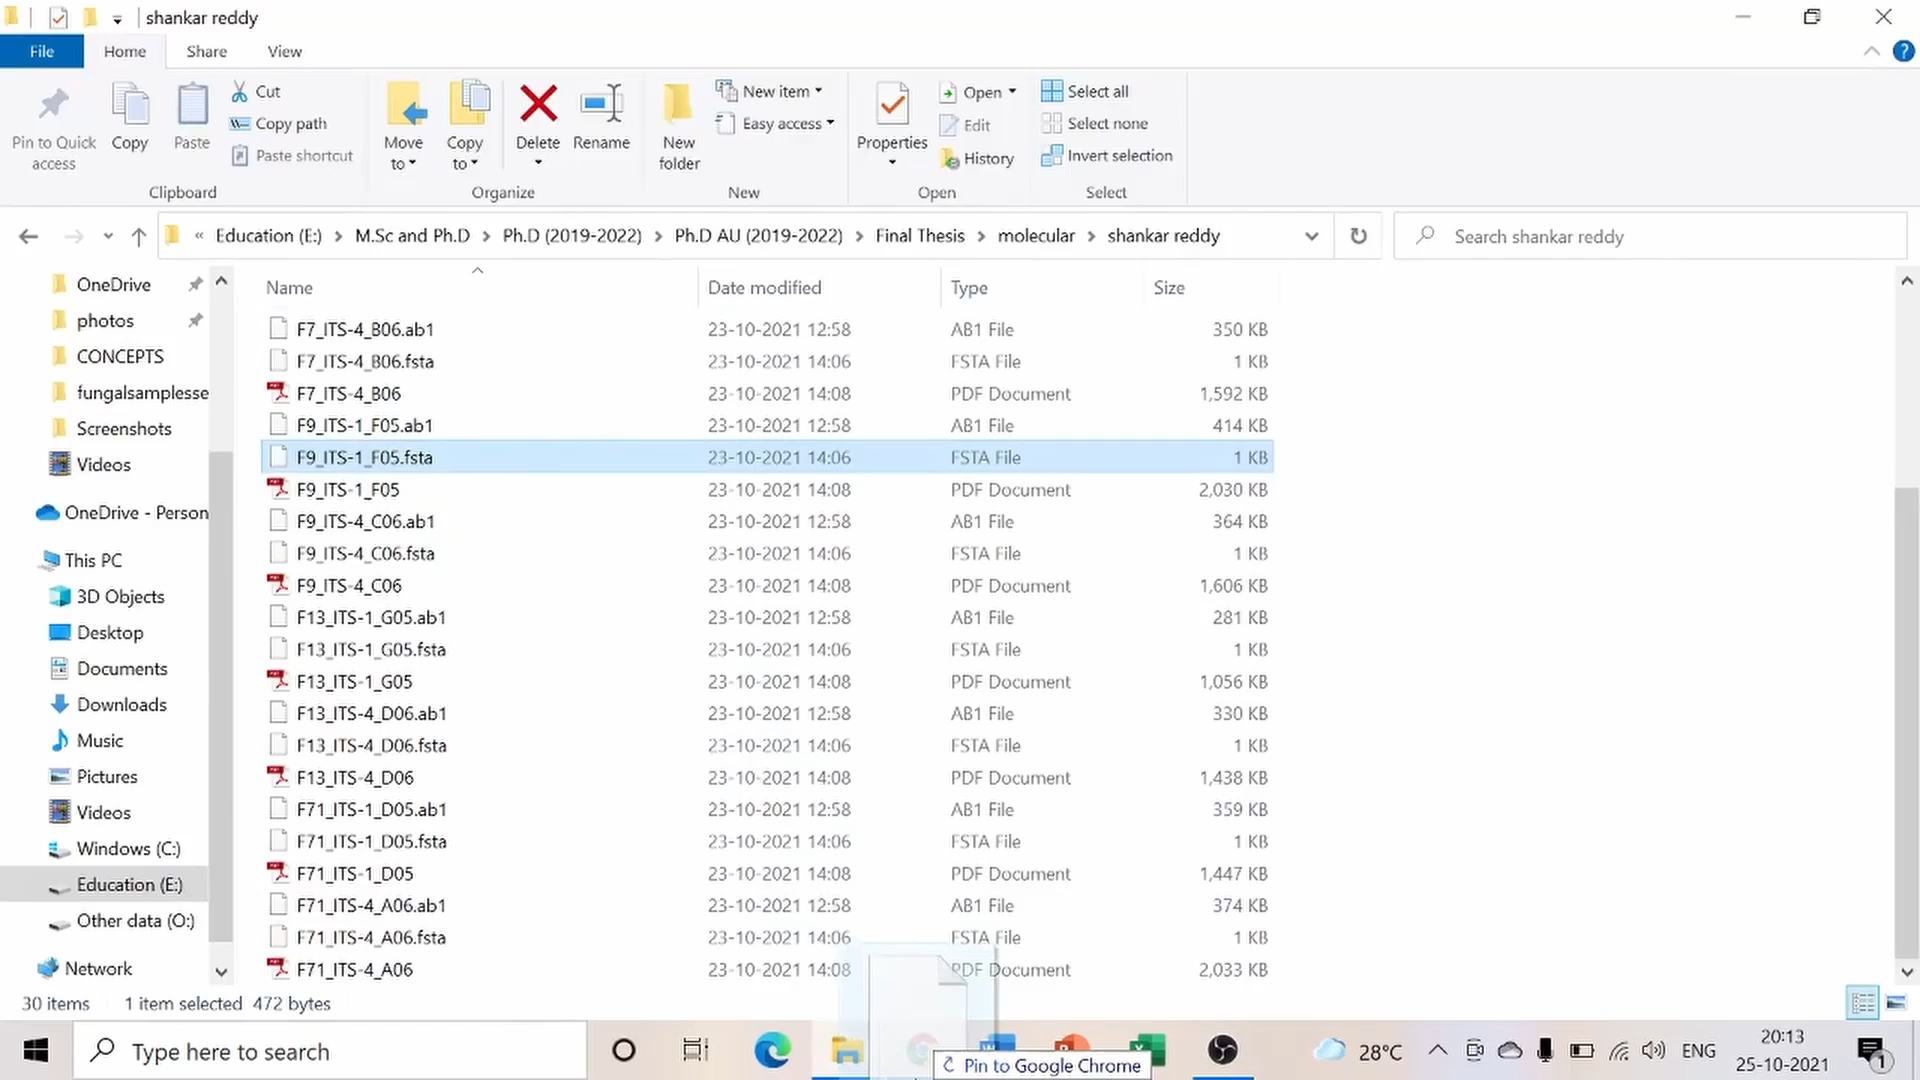 shankar reddy
File Home Share View
Pin to Quick access
Copy
Paste
Cut
Copy path
Paste shortcut
Clipboard
Move to
Copy to
Delete
Rename
Organize
New folder
New item
Easy access
New
Properties
Open
Edit
History
Open
Select all
Select none
Invert selection
Select
« Education (E:) > M.Sc and Ph.D > Ph.D (2019-2022) > Ph.D AU (2019-2022) > Final Thesis > molecular > shankar reddy
Search shankar reddy
OneDrive
photos
CONCEPTS
fungalsamplesse
Screenshots
Videos
OneDrive - Person
This PC
3D Objects
Desktop
Documents
Downloads
Music
Pictures
Videos
Windows (C:)
Education (E:)
Other data (O:)
Network
Name Date modified Type Size
F7_ITS-4_B06.ab1 23-10-2021 12:58 AB1 File 350 KB
F7_ITS-4_B06.fsta 23-10-2021 14:06 FSTA File 1 KB
F7_ITS-4_B06 23-10-2021 14:08 PDF Document 1,592 KB
F9_ITS-1_F05.ab1 23-10-2021 12:58 AB1 File 414 KB
F9_ITS-1_F05.fsta 23-10-2021 14:06 FSTA File 1 KB
F9_ITS-1_F05 23-10-2021 14:08 PDF Document 2,030 KB
F9_ITS-4_C06.ab1 23-10-2021 12:58 AB1 File 364 KB
F9_ITS-4_C06.fsta 23-10-2021 14:06 FSTA File 1 KB
F9_ITS-4_C06 23-10-2021 14:08 PDF Document 1,606 KB
F13_ITS-1_G05.ab1 23-10-2021 12:58 AB1 File 281 KB
F13_ITS-1_G05.fsta 23-10-2021 14:06 FSTA File 1 KB
F13_ITS-1_G05 23-10-2021 14:08 PDF Document 1,056 KB
F13_ITS-4_D06.ab1 23-10-2021 12:58 AB1 File 330 KB
F13_ITS-4_D06.fsta 23-10-2021 14:06 FSTA File 1 KB
F13_ITS-4_D06 23-10-2021 14:08 PDF Document 1,438 KB
F71_ITS-1_D05.ab1 23-10-2021 12:58 AB1 File 359 KB
F71_ITS-1_D05.fsta 23-10-2021 14:06 FSTA File 1 KB
F71_ITS-1_D05 23-10-2021 14:08 PDF Document 1,447 KB
F71_ITS-4_A06.ab1 23-10-2021 12:58 AB1 File 374 KB
F71_ITS-4_A06.fsta 23-10-2021 14:06 FSTA File 1 KB
F71_ITS-4_A06 23-10-2021 14:08 PDF Document 2,033 KB
30 items 1 item selected 472 bytes
Type here to search
Pin to Google Chrome
28°C
ENG
20:13
25-10-2021
1